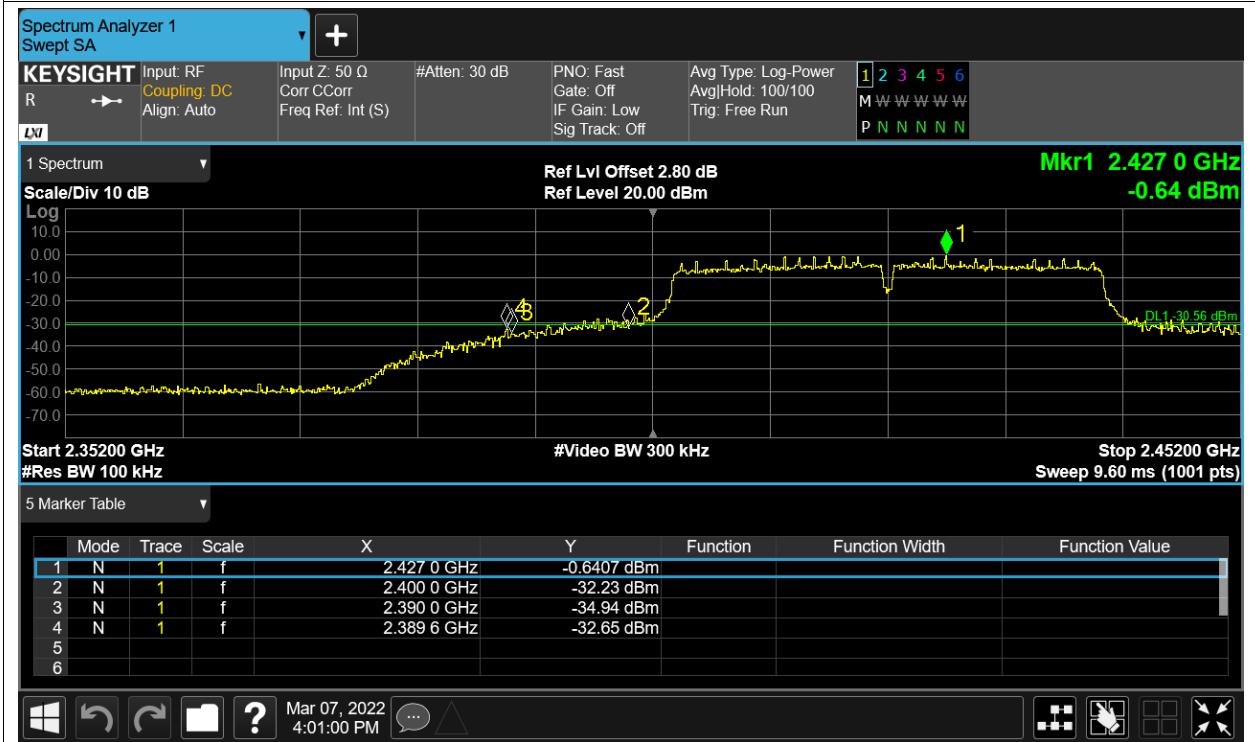 Spectrum Analyzer 1
Swept SA
+
KEYSIGHT Input: RF Input Z: 50 Ω #Atten: 30 dB PNO: Fast Avg Type: Log-Power 1 2 3 4 5 6
R Coupling: DC Corr CCorr Gate: Off Avg|Hold: 100/100 M W W W W W
Align: Auto Freq Ref: Int (S) IF Gain: Low Trig: Free Run
LXI Sig Track: Off P N N N N N
1 Spectrum Ref Lvl Offset 2.80 dB Mkr1 2.427 0 GHz
Scale/Div 10 dB Ref Level 20.00 dBm -0.64 dBm
Log
10.0
0.00
-10.0
-20.0
-30.0
-40.0
-50.0
-60.0
-70.0
1
2
4 3
DL1 -30.56 dBm
Start 2.35200 GHz #Video BW 300 kHz Stop 2.45200 GHz
#Res BW 100 kHz Sweep 9.60 ms (1001 pts)
5 Marker Table
Mode Trace Scale X Y Function Function Width Function Value
1 N 1 f 2.427 0 GHz -0.6407 dBm
2 N 1 f 2.400 0 GHz -32.23 dBm
3 N 1 f 2.390 0 GHz -34.94 dBm
4 N 1 f 2.389 6 GHz -32.65 dBm
5
6
? Mar 07, 2022
4:01:00 PM